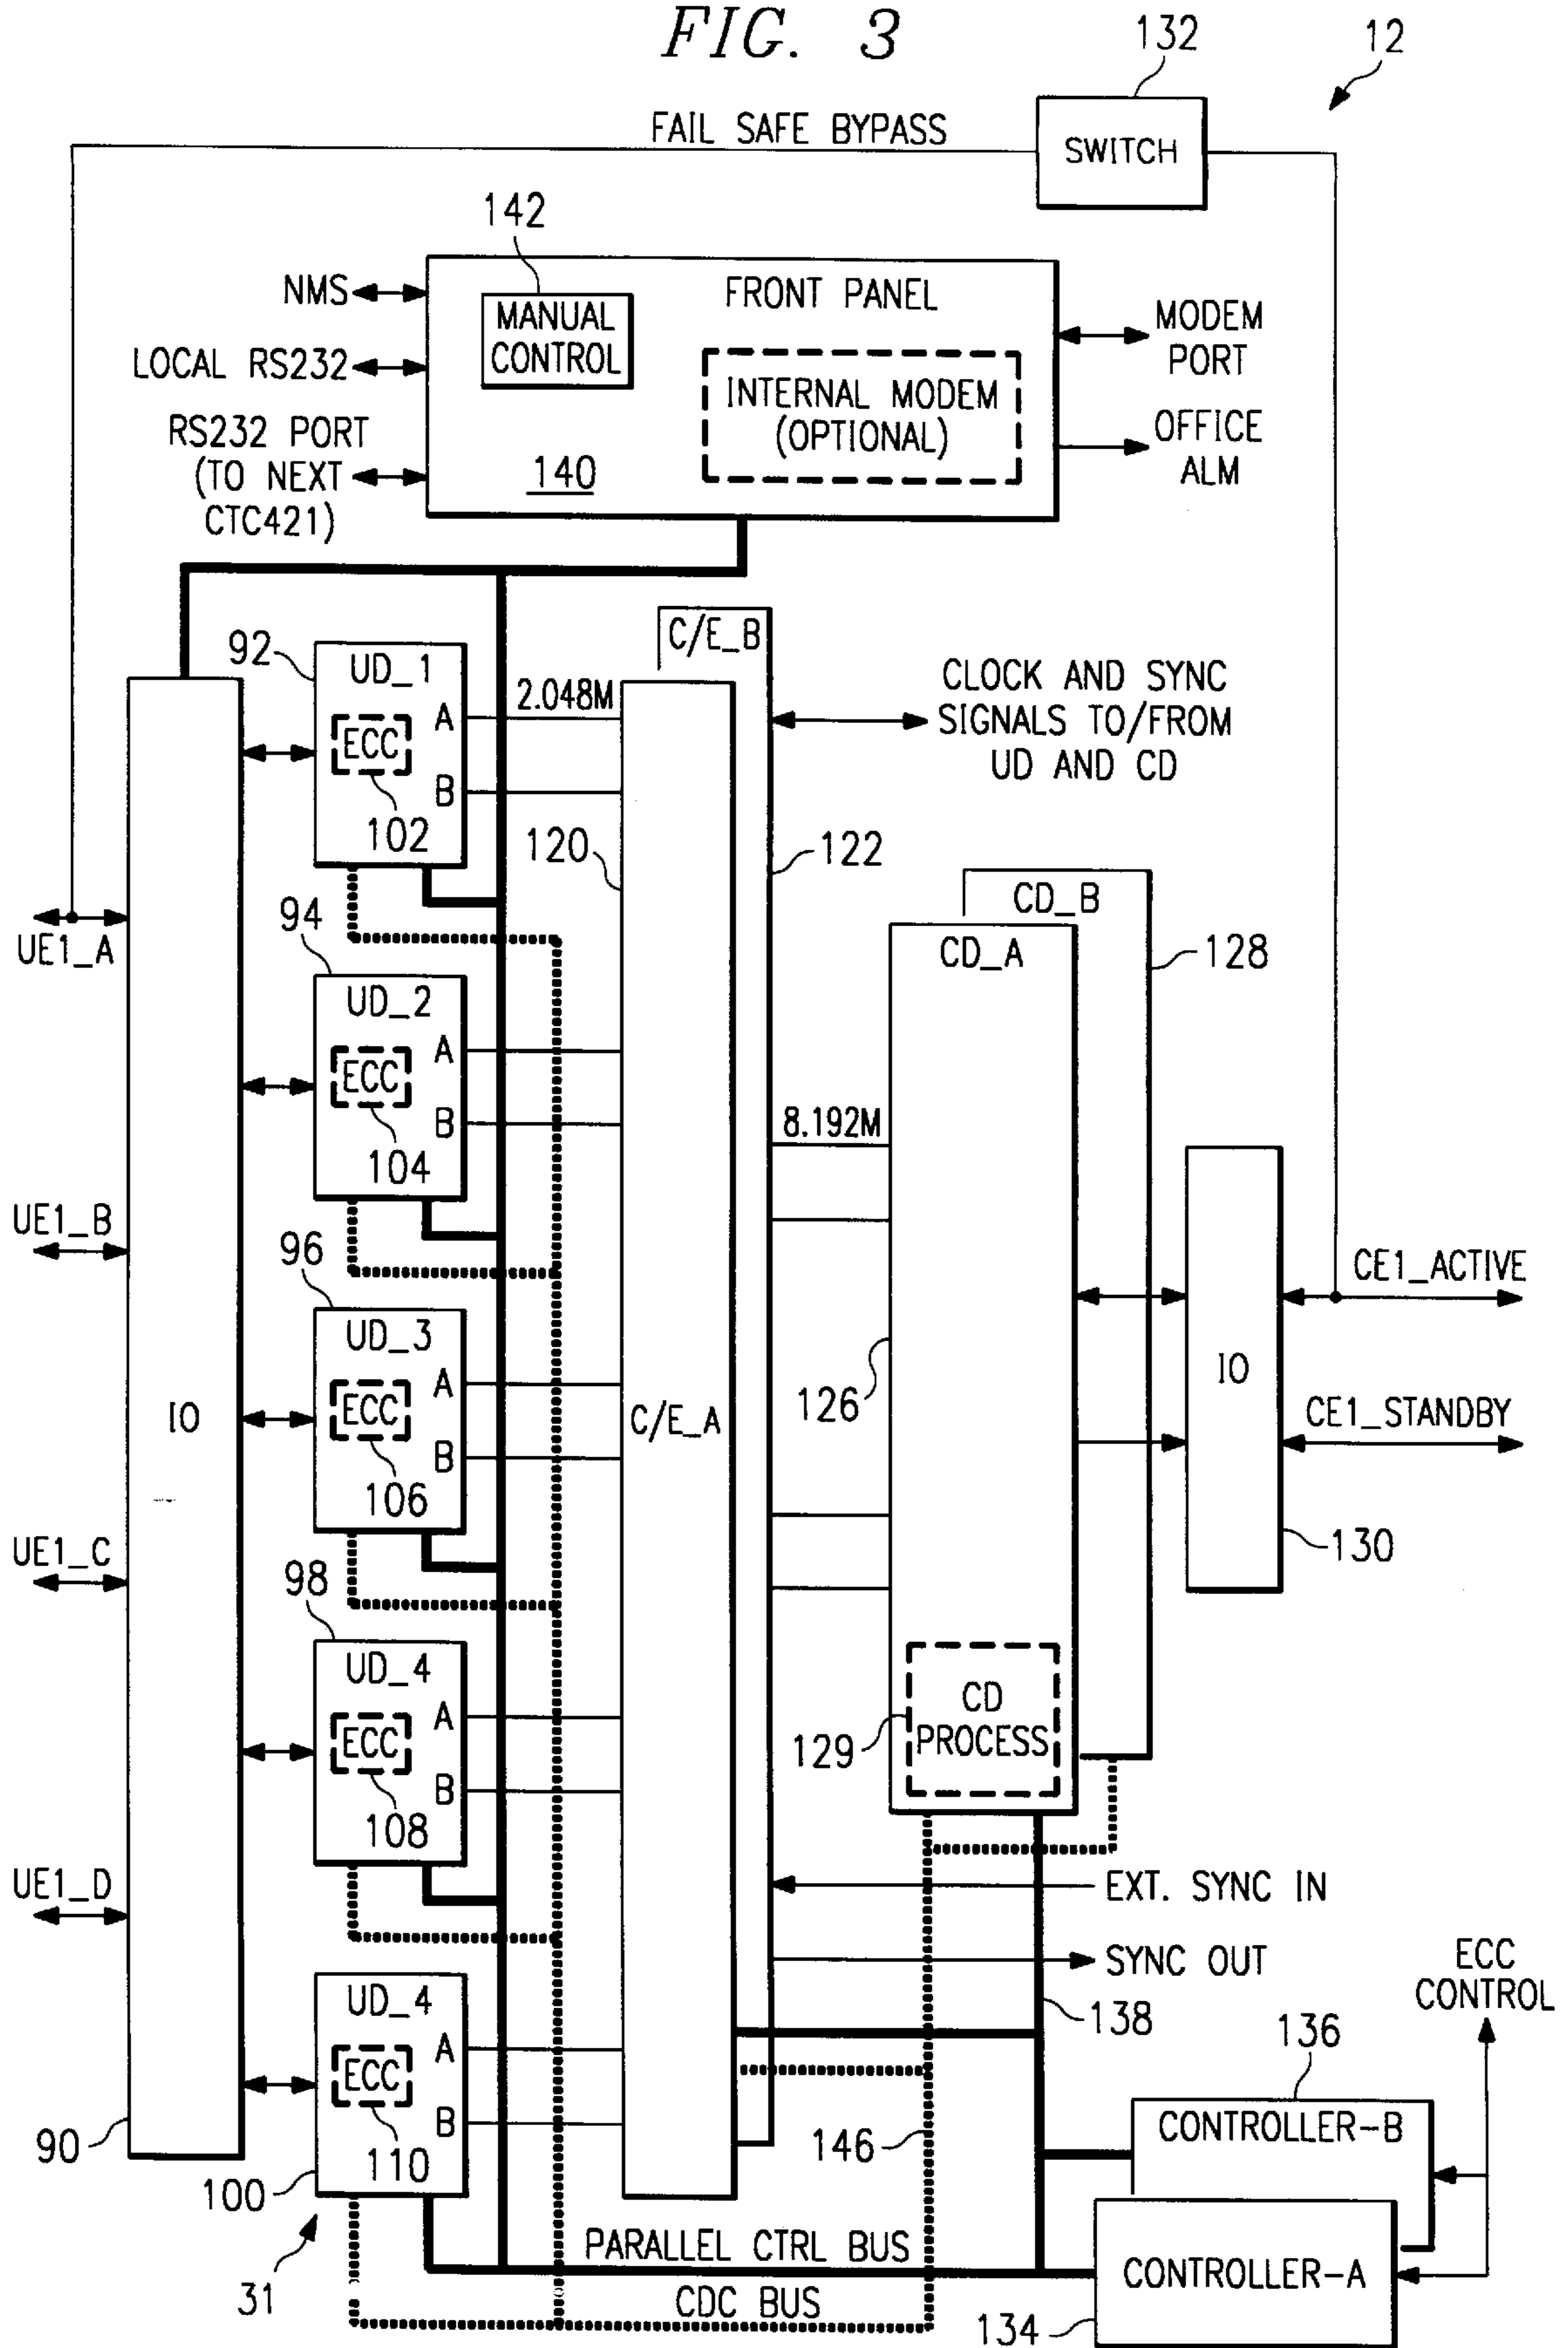 FIG. 3
132
12
FAIL SAFE BYPASS
SWITCH
142
NMS
MANUAL
CONTROL
FRONT PANEL
MODEM
PORT
LOCAL RS232
INTERNAL MODEM
(OPTIONAL)
RS232 PORT
(TO NEXT
CTC421)
140
OFFICE
ALM
92
UD_1
ECC
A
B
102
2.048M
C/E_B
CLOCK AND SYNC
SIGNALS TO/FROM
UD AND CD
120
122
UE1_A
94
UD_2
ECC
A
B
104
CD_B
CD_A
128
8.192M
UE1_B
96
UD_3
ECC
A
B
106
IO
C/E_A
126
CE1_ACTIVE
IO
CE1_STANDBY
130
UE1_C
98
UD_4
ECC
A
B
108
CD
PROCESS
129
UE1_D
EXT. SYNC IN
SYNC OUT
ECC
CONTROL
UD_4
ECC
A
B
110
138
136
90
100
146
CONTROLLER-B
31
PARALLEL CTRL BUS
CONTROLLER-A
CDC BUS
134